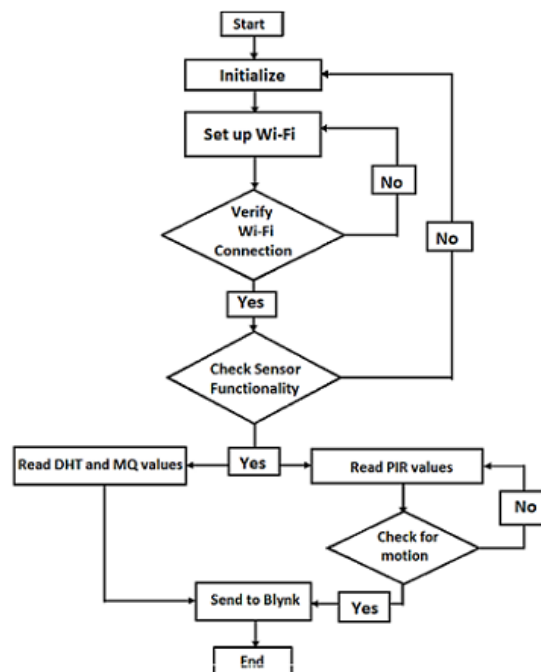 Start
Initialize
Set up Wi-Fi
No
Verify
Wi-Fi
Connection
No
Yes
Check Sensor
Functionality
Yes
Read DHT and MQ values
Read PIR values
No
Check for
motion
Send to Blynk
Yes
End